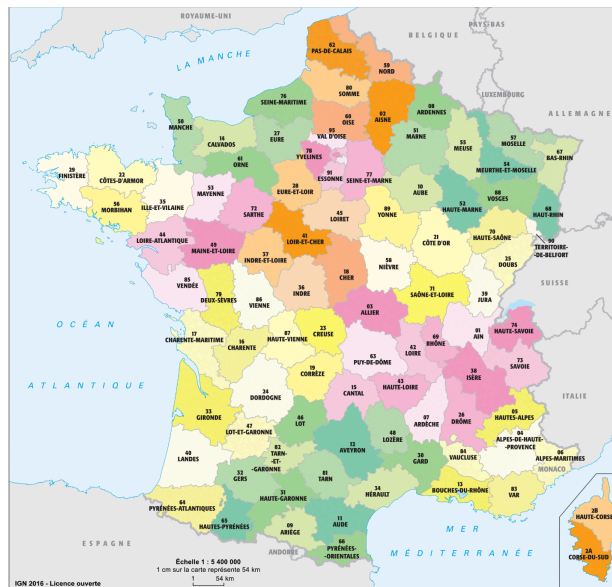 ROYAUME-UNI
PAYS-BAS
BELGIQUE
LA MANCHE
LUXEMBOURG
ALLEMAGNE
62
PAS-DE-CALAIS
59
NORD
80
SOMME
76
SEINE-MARITIME
02
AISNE
08
ARDENNES
60
OISE
50
MANCHE
14
CALVADOS
27
EURE
95
VAL D'OISE
78
YVELINES
91
ESSONNE
77
SEINE-ET-MARNE
51
MARNE
55
MEUSE
57
MOSELLE
54
MEURTHE-ET-MOSELLE
67
BAS-RHIN
61
ORNE
29
FINISTÈRE
22
CÔTES-D'ARMOR
56
MORBIHAN
35
ILLE-ET-VILAINE
53
MAYENNE
72
SARTHE
28
EURE-ET-LOIR
45
LOIRET
10
AUBE
52
HAUTE-MARNE
88
VOSGES
68
HAUT-RHIN
89
YONNE
44
LOIRE-ATLANTIQUE
49
MAINE-ET-LOIRE
37
INDRE-ET-LOIRE
41
LOIR-ET-CHER
18
CHER
58
NIÈVRE
21
CÔTE D'OR
70
HAUTE-SAÔNE
90
TERRITOIRE
-DE-BELFORT
25
DOUBS
39
JURA
SUISSE
85
VENDÉE
79
DEUX-SÈVRES
86
VIENNE
36
INDRE
03
ALLIER
71
SAÔNE-ET-LOIRE
OCÉAN
17
CHARENTE-MARITIME
16
CHARENTE
87
HAUTE-VIENNE
23
CREUSE
63
PUY-DE-DÔME
42
LOIRE
69
RHÔNE
01
AIN
74
HAUTE-SAVOIE
73
SAVOIE
ATLANTIQUE
24
DORDOGNE
19
CORRÈZE
15
CANTAL
43
HAUTE-LOIRE
38
ISÈRE
ITALIE
33
GIRONDE
47
LOT-ET-GARONNE
46
LOT
12
AVEYRON
48
LOZÈRE
07
ARDÈCHE
26
DRÔME
05
HAUTES-ALPES
04
ALPES-DE-HAUTE-
-PROVENCE
06
ALPES-MARITIMES
MONACO
40
LANDES
32
GERS
82
TARN-
-ET-
-GARONNE
81
TARN
30
GARD
84
VAUCLUSE
13
BOUCHES-DU-RHÔNE
83
VAR
64
PYRÉNÉES-ATLANTIQUES
65
HAUTES-PYRÉNÉES
31
HAUTE-GARONNE
34
HÉRAULT
09
ARIÈGE
11
AUDE
66
PYRÉNÉES-
-ORIENTALES
ESPAGNE
ANDORRE
MER
MÉDITERRANÉE
2B
HAUTE-CORSE
2A
CORSE-DU-SUD
Échelle 1 : 5 400 000
1 cm sur la carte représente 54 km
1 54 km
IGN 2016 - Licence ouverte